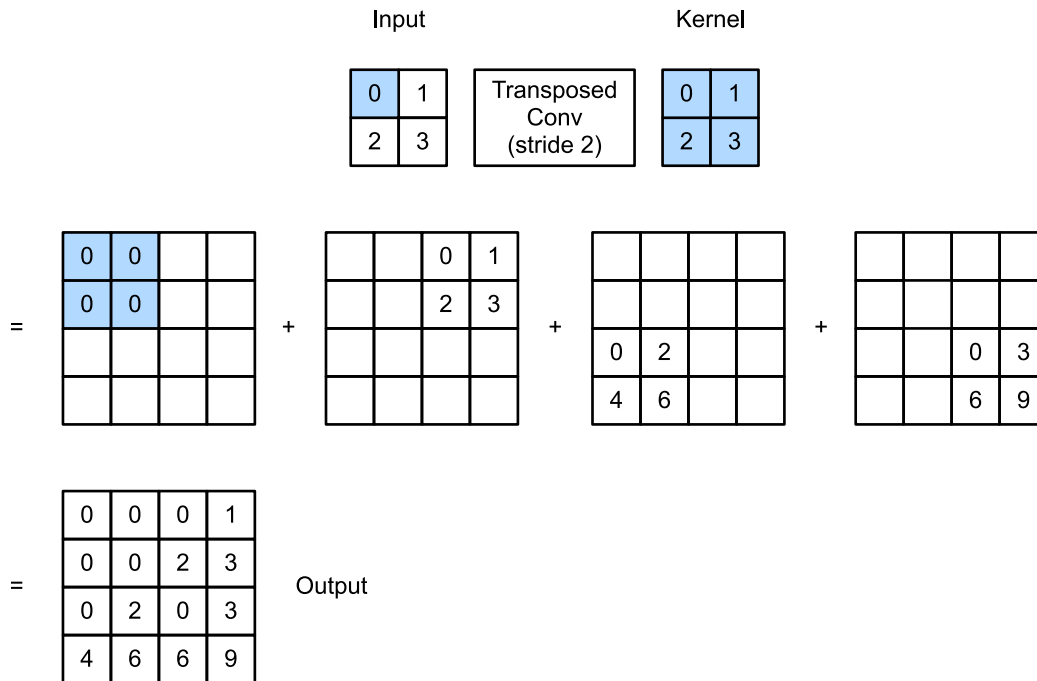 Input Kernel
0 1 Transposed 0 1
Conv
2 3 (stride 2) 2 3
0 0 0 1
0 0 2 3
= + + +
0 2 0 3
4 6 6 9
0 0 0 1
0 0 2 3
= Output
0 2 0 3
4 6 6 9